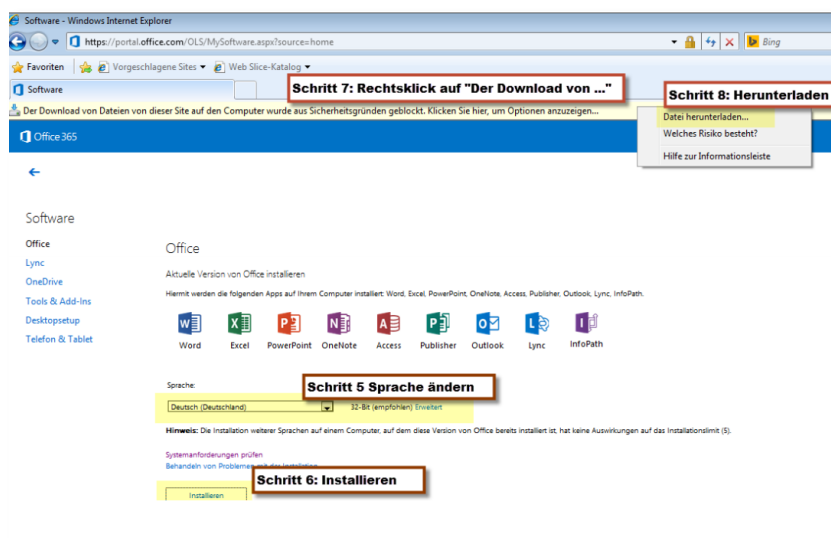 Software - Windows Internet Explorer
https://portal.office.com/OLS/MySoftware.aspx?source=home
Bing
Favoriten
Vorgeschlagene Sites
Web Slice-Katalog
Software
Schritt 7: Rechtsklick auf "Der Download von ..."
Schritt 8: Herunterladen
Der Download von Dateien von dieser Site auf den Computer wurde aus Sicherheitsgründen geblockt. Klicken Sie hier, um Optionen anzuzeigen...
Datei herunterladen...
Welches Risiko besteht?
Hilfe zur Informationsleiste
Office 365
Software
Office
Lync
OneDrive
Tools & Add-Ins
Desktopsetup
Telefon & Tablet
Office
Aktuelle Version von Office installieren
Hiermit werden die folgenden Apps auf Ihrem Computer installiert: Word, Excel, PowerPoint, OneNote, Access, Publisher, Outlook, Lync, InfoPath.
Word Excel PowerPoint OneNote Access Publisher Outlook Lync InfoPath
Sprache:
Schritt 5 Sprache ändern
Deutsch (Deutschland)
32-Bit (empfohlen) Erweitert
Hinweis: Die Installation weiterer Sprachen auf einem Computer, auf dem diese Version von Office bereits installiert ist, hat keine Auswirkungen auf das Installationslimit (5).
Systemanforderungen prüfen
Behandeln von Problemen mit der Installation
Schritt 6: Installieren
Installieren